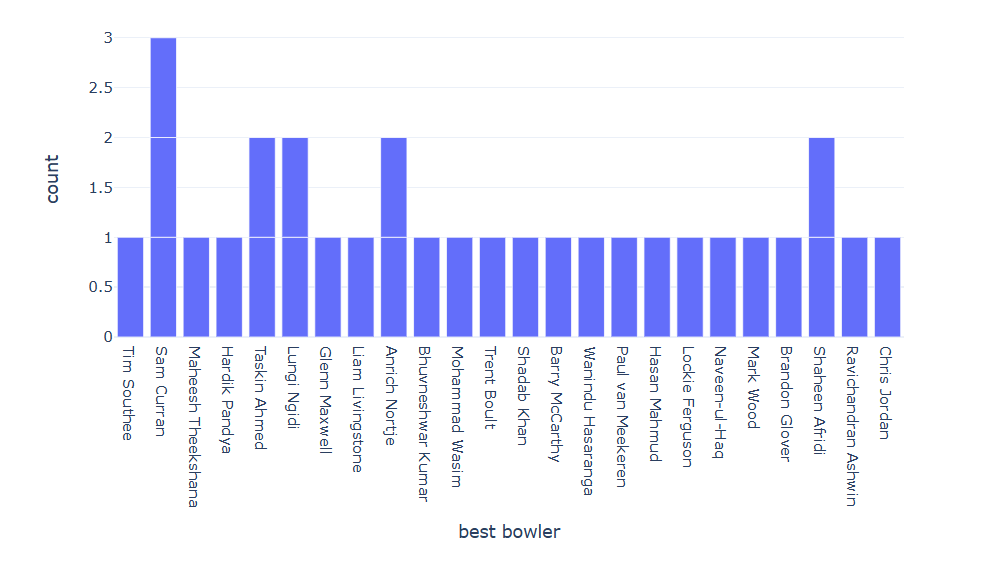 3
2.5
2
1.5
1
0.5
0
count
Tim Southee
Sam Curran
Maheesh Theekshana
Hardik Pandya
Taskin Ahmed
Lungi Ngidi
Glenn Maxwell
Liam Livingstone
Anrich Nortje
Bhuvneshwar Kumar
Mohammad Wasim
Trent Boult
Shadab Khan
Barry McCarthy
Wanindu Hasaranga
Paul van Meekeren
Hasan Mahmud
Lockie Ferguson
Naveen-ul-Haq
Mark Wood
Brandon Glover
Shaheen Afridi
Ravichandran Ashwin
Chris Jordan
best bowler